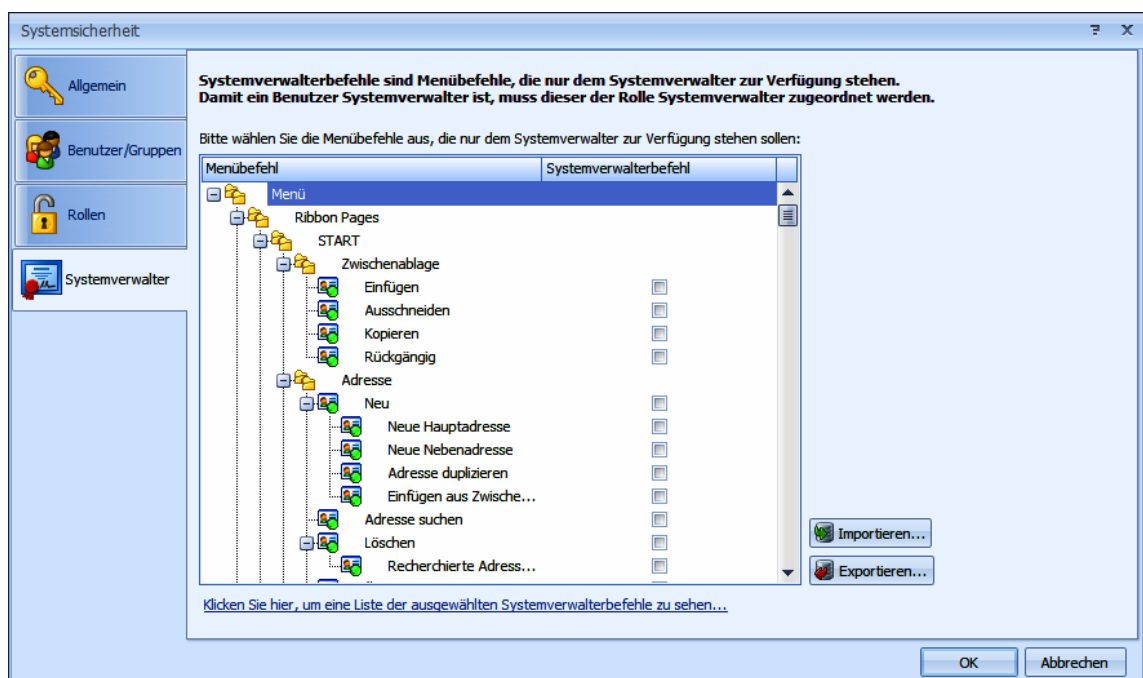 Systemsicherheit
Allgemein
Benutzer/Gruppen
Rollen
Systemverwalter
Systemverwalterbefehle sind Menübefehle, die nur dem Systemverwalter zur Verfügung stehen.
Damit ein Benutzer Systemverwalter ist, muss dieser der Rolle Systemverwalter zugeordnet werden.
Bitte wählen Sie die Menübefehle aus, die nur dem Systemverwalter zur Verfügung stehen sollen:
Menübefehl Systemverwalterbefehl
Menü
Ribbon Pages
START
Zwischenablage
Einfügen
Ausschneiden
Kopieren
Rückgängig
Adresse
Neu
Neue Hauptadresse
Neue Nebenadresse
Adresse duplizieren
Einfügen aus Zwische...
Adresse suchen
Löschen
Recherchierte Adress...
Importieren...
Exportieren...
Klicken Sie hier, um eine Liste der ausgewählten Systemverwalterbefehle zu sehen...
OK Abbrechen